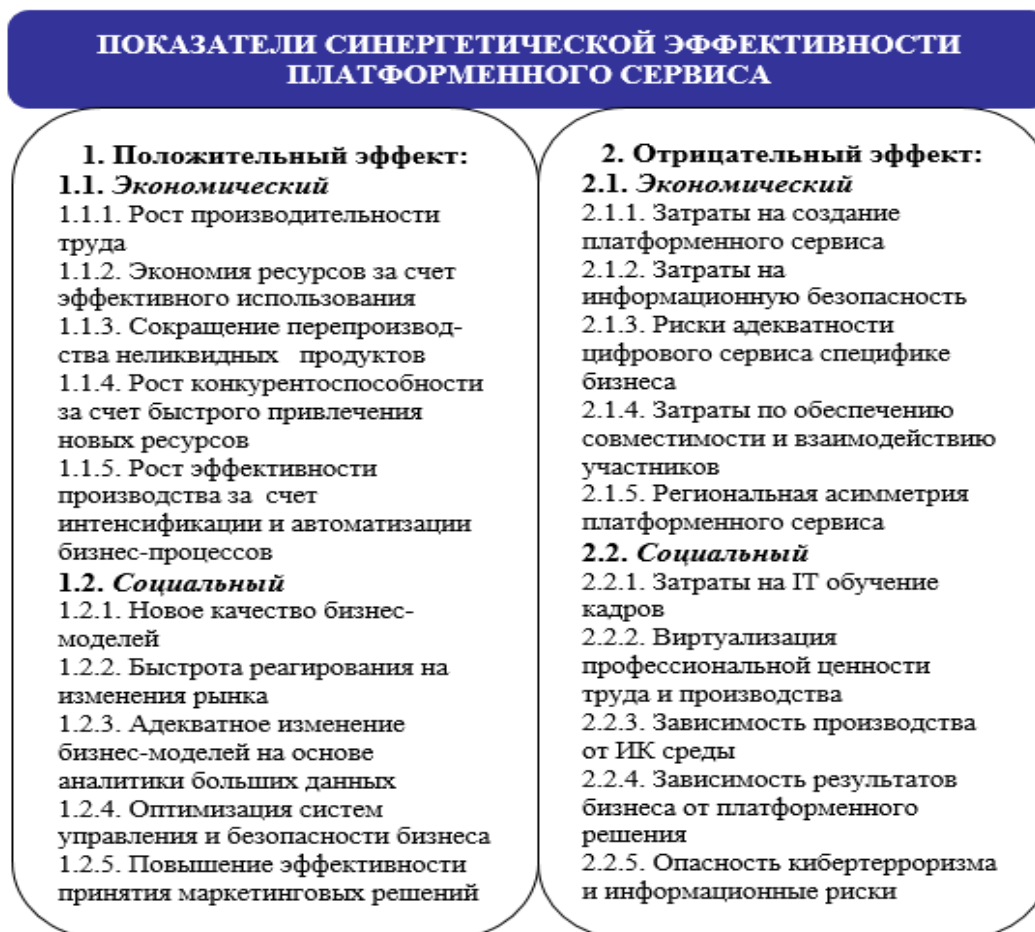 ПОКАЗАТЕЛИ СИНЕРГЕТИЧЕСКОЙ ЭФФЕКТИВНОСТИ
ПЛАТФОРМЕННОГО СЕРВИСА
1. Положительный эффект:
1.1. Экономический
1.1.1. Рост производительности
труда
1.1.2. Экономия ресурсов за счет
эффективного использования
1.1.3. Сокращение перепроизвод-
ства неликвидных продуктов
1.1.4. Рост конкурентоспособности
за счет быстрого привлечения
новых ресурсов
1.1.5. Рост эффективности
производства за счет
интенсификации и автоматизации
бизнес-процессов
1.2. Социальный
1.2.1. Новое качество бизнес-
моделей
1.2.2. Быстрота реагирования на
изменения рынка
1.2.3. Адекватное изменение
бизнес-моделей на основе
аналитики больших данных
1.2.4. Оптимизация систем
управления и безопасности бизнеса
1.2.5. Повышение эффективности
принятия маркетинговых решений
2. Отрицательный эффект:
2.1. Экономический
2.1.1. Затраты на создание
платформенного сервиса
2.1.2. Затраты на
информационную безопасность
2.1.3. Риски адекватности
цифрового сервиса специфике
бизнеса
2.1.4. Затраты по обеспечению
совместимости и взаимодействию
участников
2.1.5. Региональная асимметрия
платформенного сервиса
2.2. Социальный
2.2.1. Затраты на IT обучение
кадров
2.2.2. Виртуализация
профессиональной ценности
труда и производства
2.2.3. Зависимость производства
от ИК среды
2.2.4. Зависимость результатов
бизнеса от платформенного
решения
2.2.5. Опасность кибертерроризма
и информационные риски